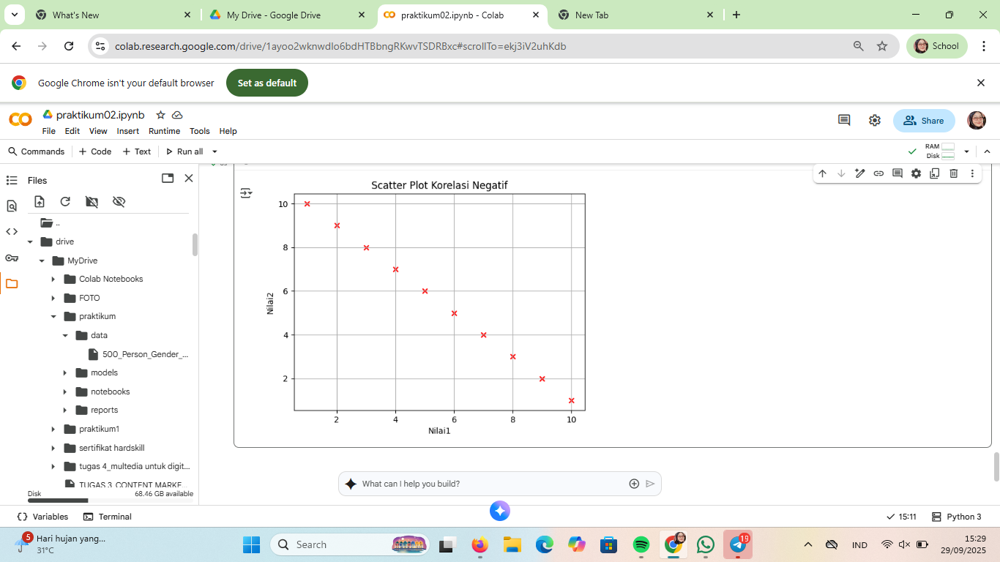 What's New
My Drive - Google Drive
praktikum02.ipynb - Colab
New Tab
colab.research.google.com/drive/1ayoo2wknwdIo6bdHTBbngRKwvTSDRBxc#scrollTo=ekj3iV2uhKdb
School
Google Chrome isn't your default browser
Set as default
praktikum02.ipynb
File Edit View Insert Runtime Tools Help
Share
Commands + Code + Text Run all
RAM
Disk
Files
..
drive
MyDrive
Colab Notebooks
FOTO
praktikum
data
500_Person_Gender_...
models
notebooks
reports
praktikum1
sertifikat hardskill
tugas 4_multedia untuk digit...
TUGAS 3 CONTENT MARKE...
Disk 68.46 GB available
Scatter Plot Korelasi Negatif
10
8
6
4
2
Nilai2
2 4 6 8 10
Nilai1
What can I help you build?
Variables Terminal
15:11 Python 3
5
Hari hujan yang...
31°C
Search
19
IND
15:29
29/09/2025